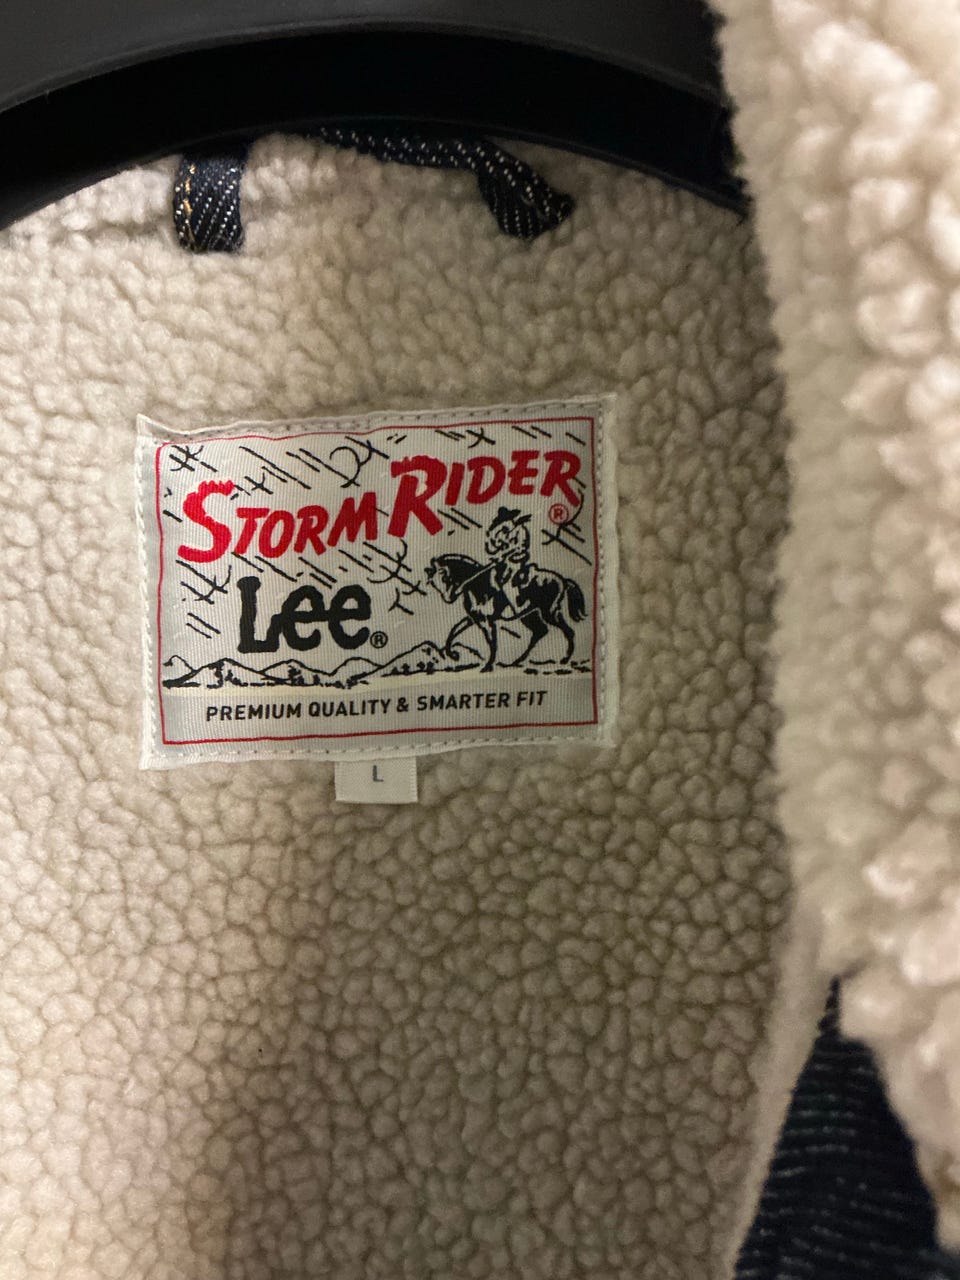 STORM RIDER®
Lee®
PREMIUM QUALITY & SMARTER FIT
L